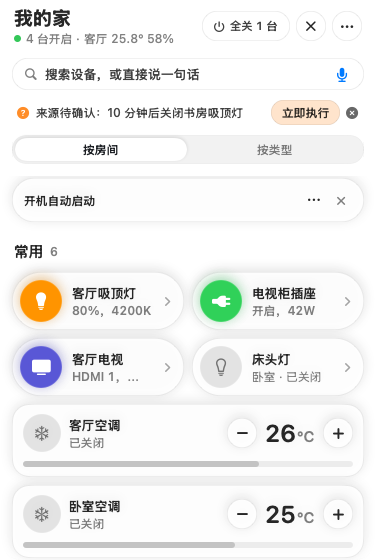 我的家
4 台开启 · 客厅 25.8° 58%
全关 1 台
搜索设备，或直接说一句话
来源待确认：10 分钟后关闭书房吸顶灯
立即执行
按房间
按类型
开机自动启动
常用 6
客厅吸顶灯
80%，4200K
电视柜插座
开启，42W
客厅电视
HDMI 1，…
床头灯
卧室 · 已关闭
客厅空调
已关闭
26°C
卧室空调
已关闭
25°C